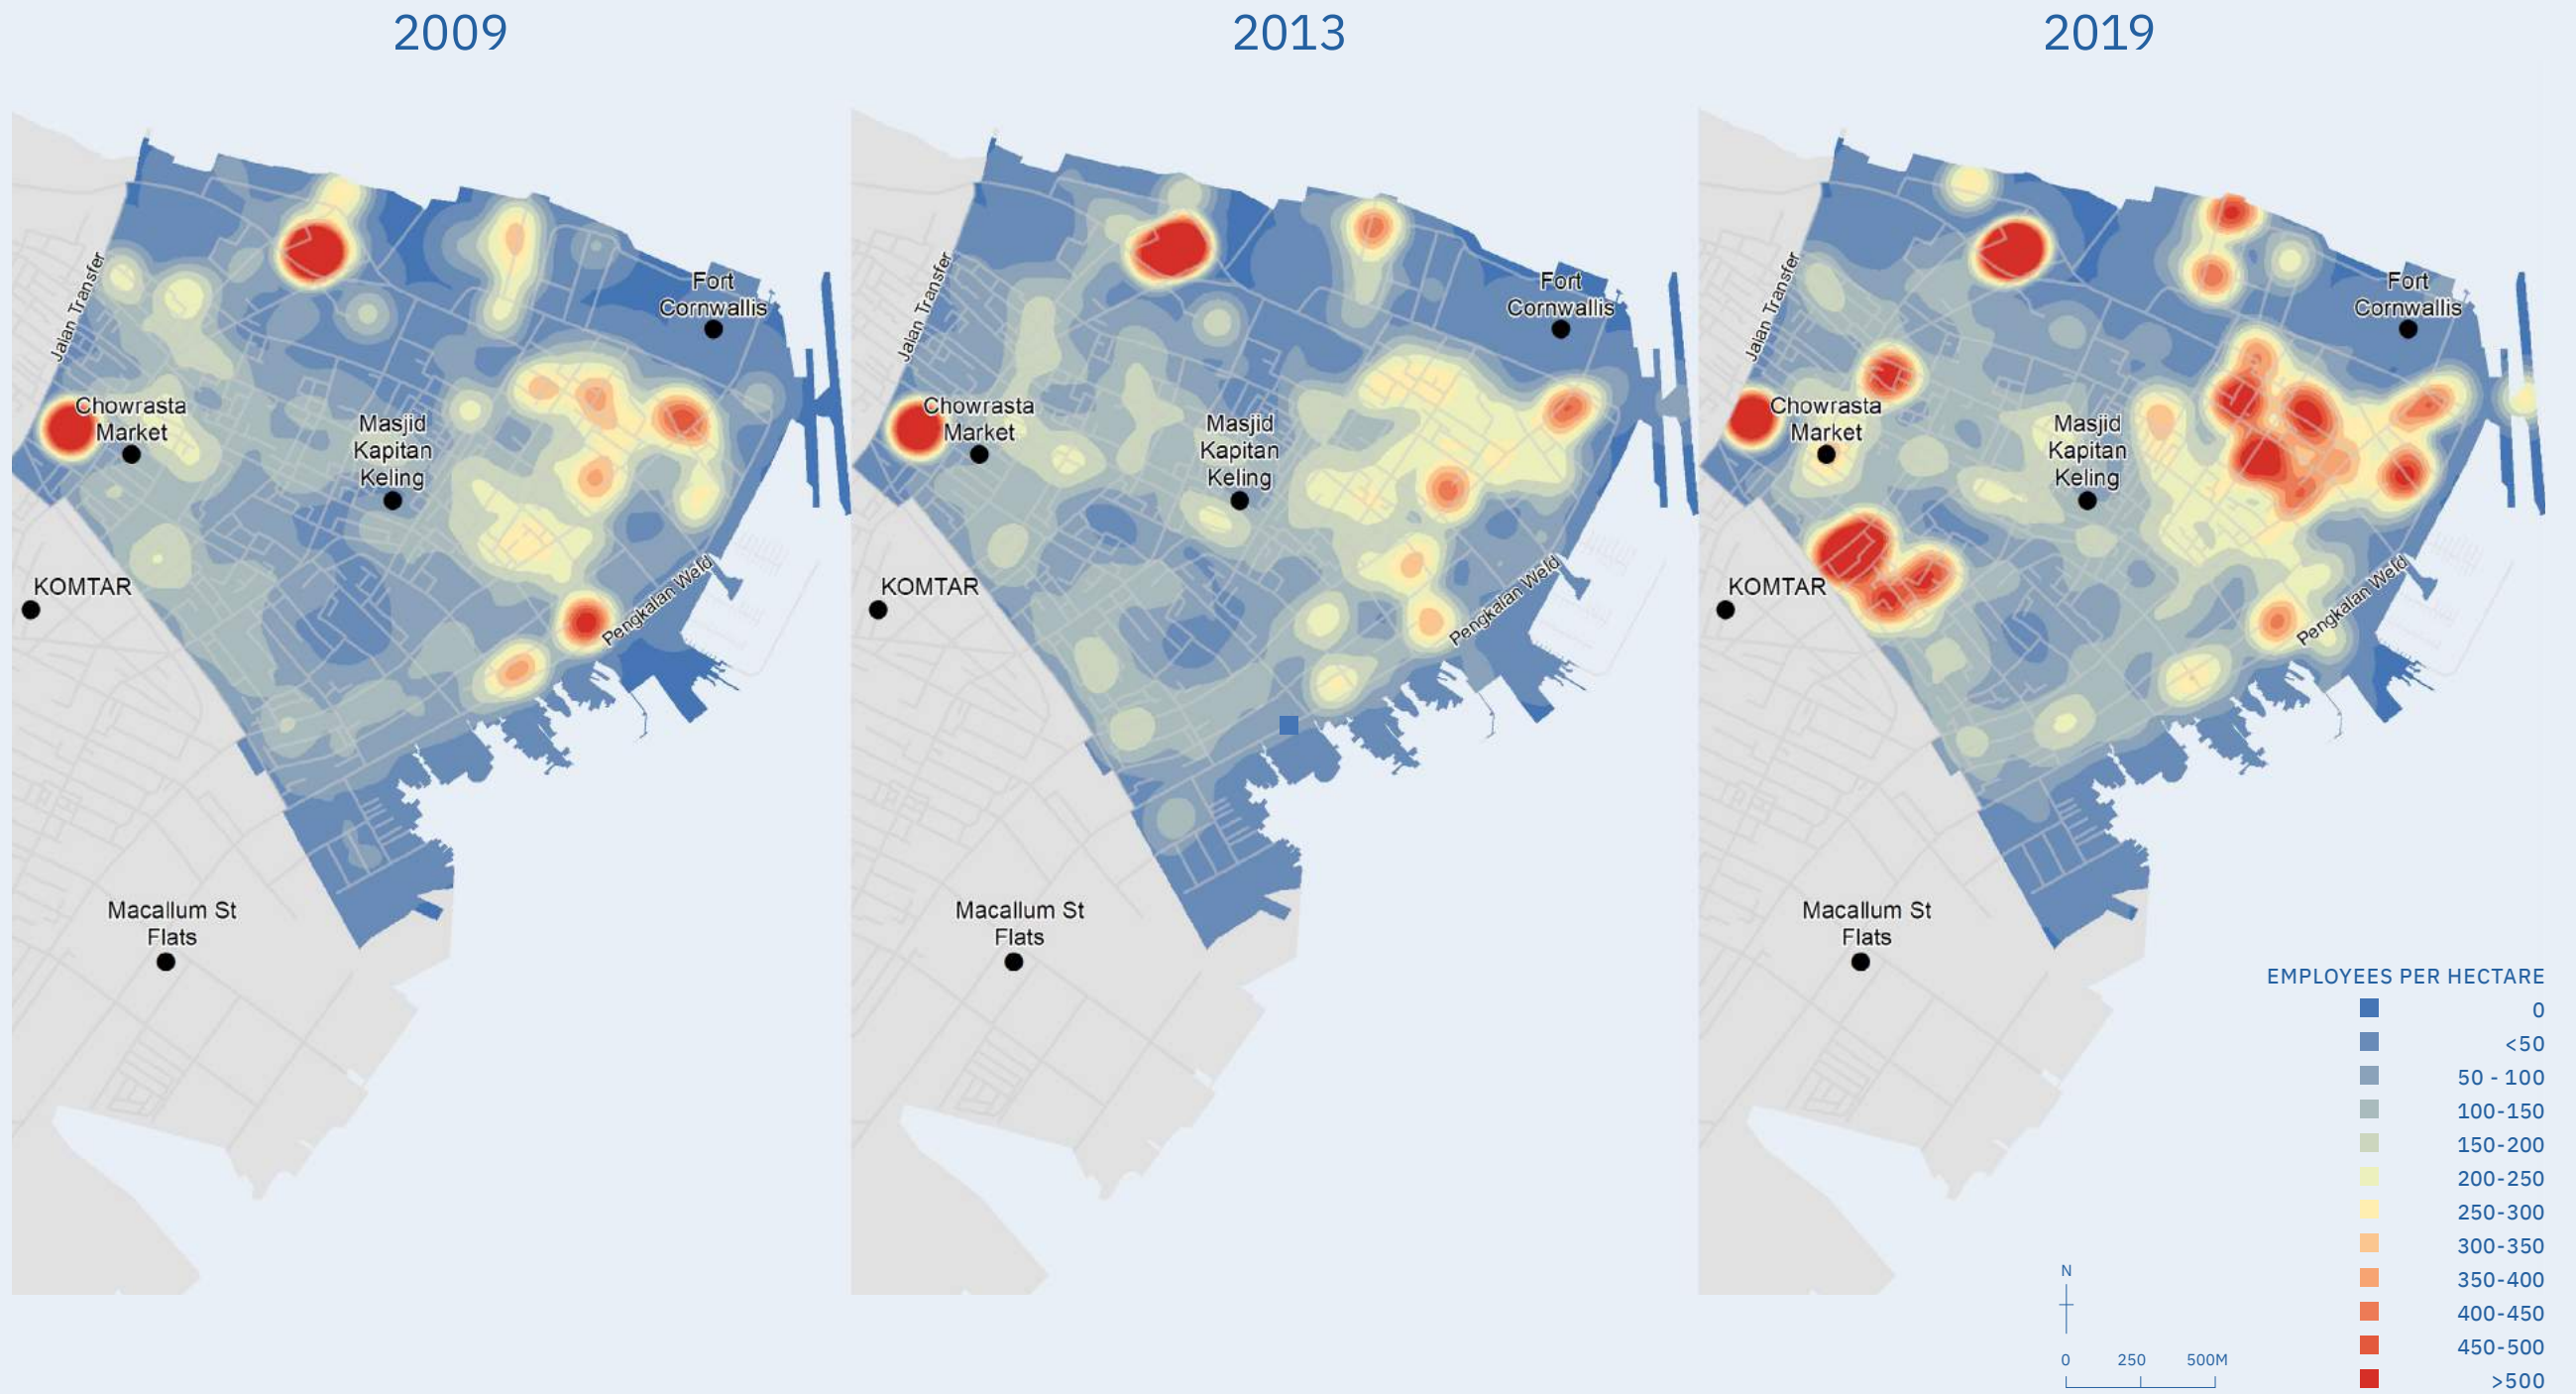 2009
2013
2019
Jalan Transfer
Fort
Cornwallis
Chowrasta
Market
Masjid
Kapitan
Keling
KOMTAR
Pengkalan Weld
Macallum St
Flats
Jalan Transfer
Fort
Cornwallis
Chowrasta
Market
Masjid
Kapitan
Keling
KOMTAR
Pengkalan Weld
Macallum St
Flats
Jalan Transfer
Fort
Cornwallis
Chowrasta
Market
Masjid
Kapitan
Keling
KOMTAR
Pengkalan Weld
Macallum St
Flats
EMPLOYEES PER HECTARE
0
<50
50 - 100
100-150
150-200
200-250
250-300
300-350
350-400
400-450
450-500
>500
N
0 250 500M